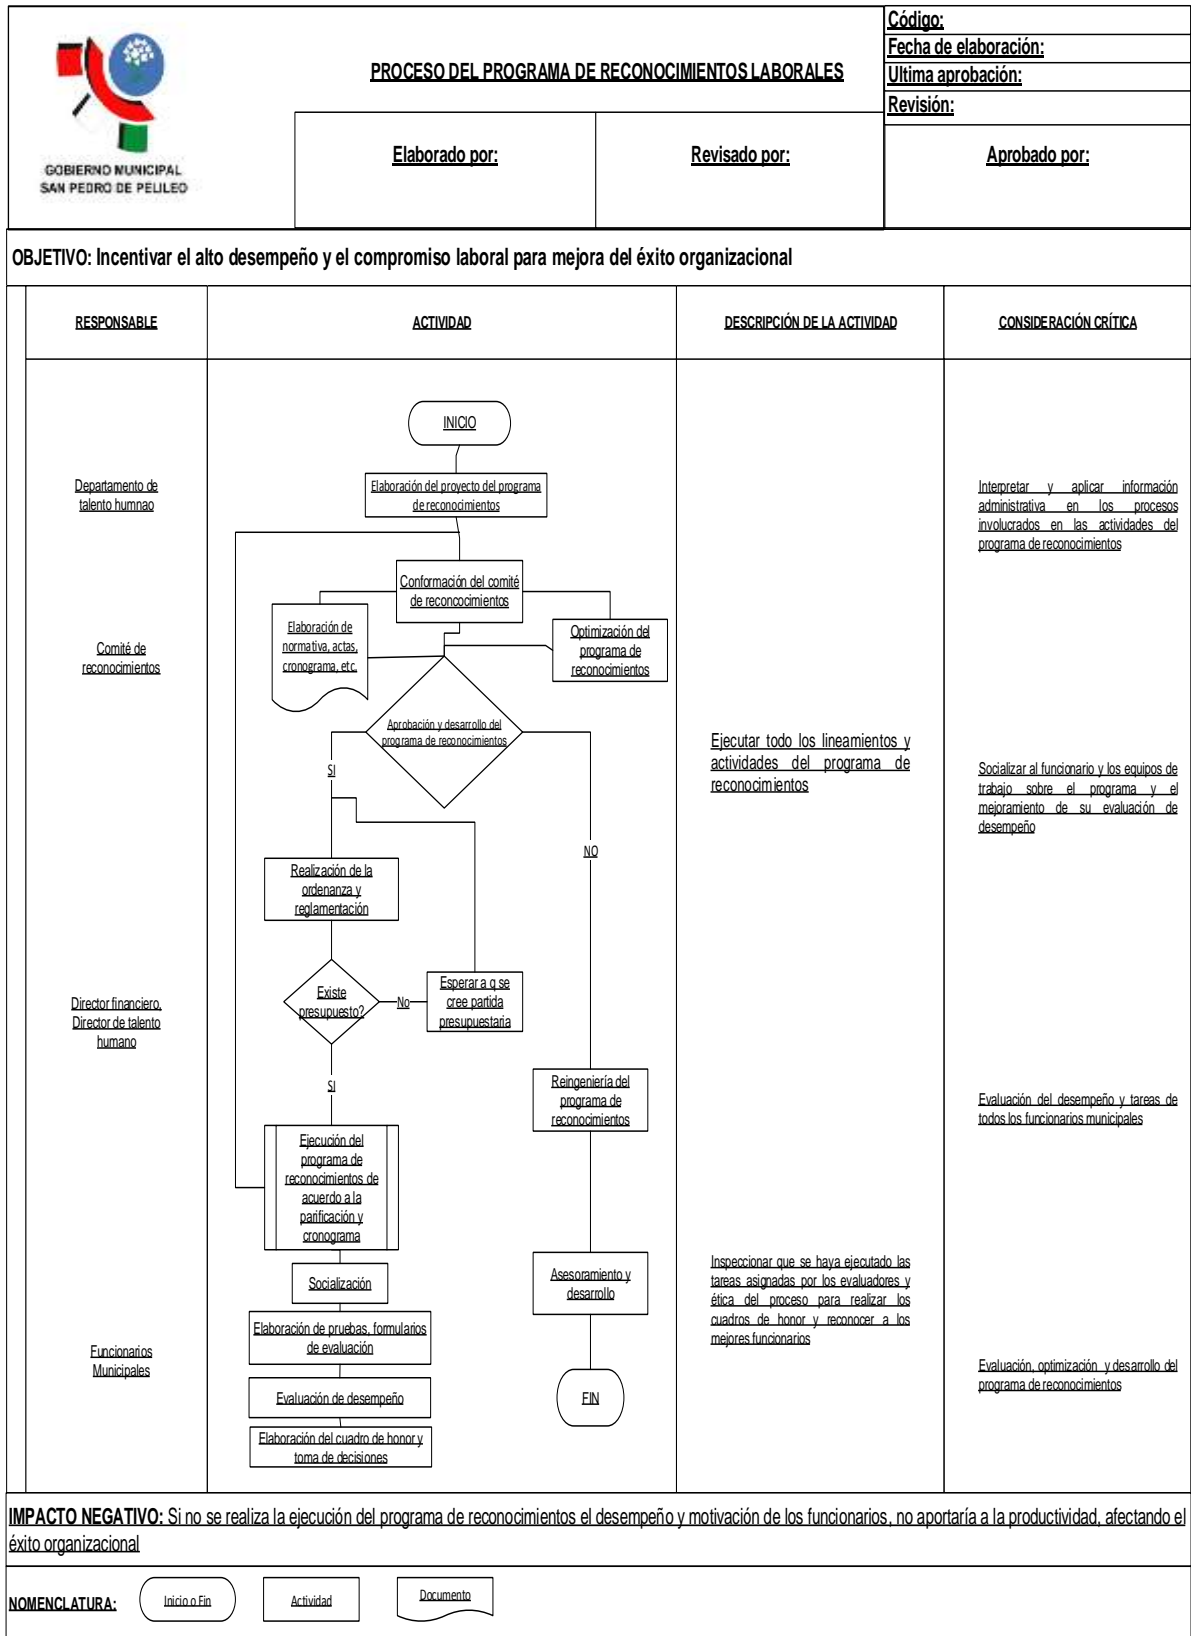 GOBIERNO MUNICIPAL
SAN PEDRO DE PELILEO
PROCESO DEL PROGRAMA DE RECONOCIMIENTOS LABORALES
Código:
Fecha de elaboración:
Ultima aprobación:
Revisión:
Elaborado por:
Revisado por:
Aprobado por:
OBJETIVO: Incentivar el alto desempeño y el compromiso laboral para mejora del éxito organizacional
RESPONSABLE
ACTIVIDAD
DESCRIPCIÓN DE LA ACTIVIDAD
CONSIDERACIÓN CRÍTICA
Departamento de
talento humnao
Comité de
reconocimientos
Director financiero,
Director de talento
humano
Funcionarios
Municipales
INICIO
Elaboración del proyecto del programa
de reconocimientos
Conformación del comité
de reconcocimientos
Elaboración de
normativa, actas,
cronograma, etc.
Optimización del
programa de
reconocimientos
Aprobación y desarrollo del
programa de reconocimientos
SI
NO
Realización de la
ordenanza y
reglamentación
Existe
presupuesto?
No
Esperar a q se
cree partida
presupuestaria
SI
Reingeniería del
programa de
reconocimientos
Ejecución del
programa de
reconocimientos de
acuerdo a la
parificación y
cronograma
Socialización
Asesoramiento y
desarrollo
Elaboración de pruebas, formularios
de evaluación
Evaluación de desempeño
FIN
Elaboración del cuadro de honor y
toma de decisiones
Ejecutar todo los lineamientos y
actividades del programa de
reconocimientos
Inspeccionar que se haya ejecutado las
tareas asignadas por los evaluadores y
ética del proceso para realizar los
cuadros de honor y reconocer a los
mejores funcionarios
Interpretar y aplicar información
administrativa en los procesos
involucrados en las actividades del
programa de reconocimientos
Socializar al funcionario y los equipos de
trabajo sobre el programa y el
mejoramiento de su evaluación de
desempeño
Evaluación del desempeño y tareas de
todos los funcionarios municipales
Evaluación, optimización y desarrollo del
programa de reconocimientos
IMPACTO NEGATIVO: Si no se realiza la ejecución del programa de reconocimientos el desempeño y motivación de los funcionarios, no aportaría a la productividad, afectando el
éxito organizacional
NOMENCLATURA:
Inicio o Fin
Actividad
Documento